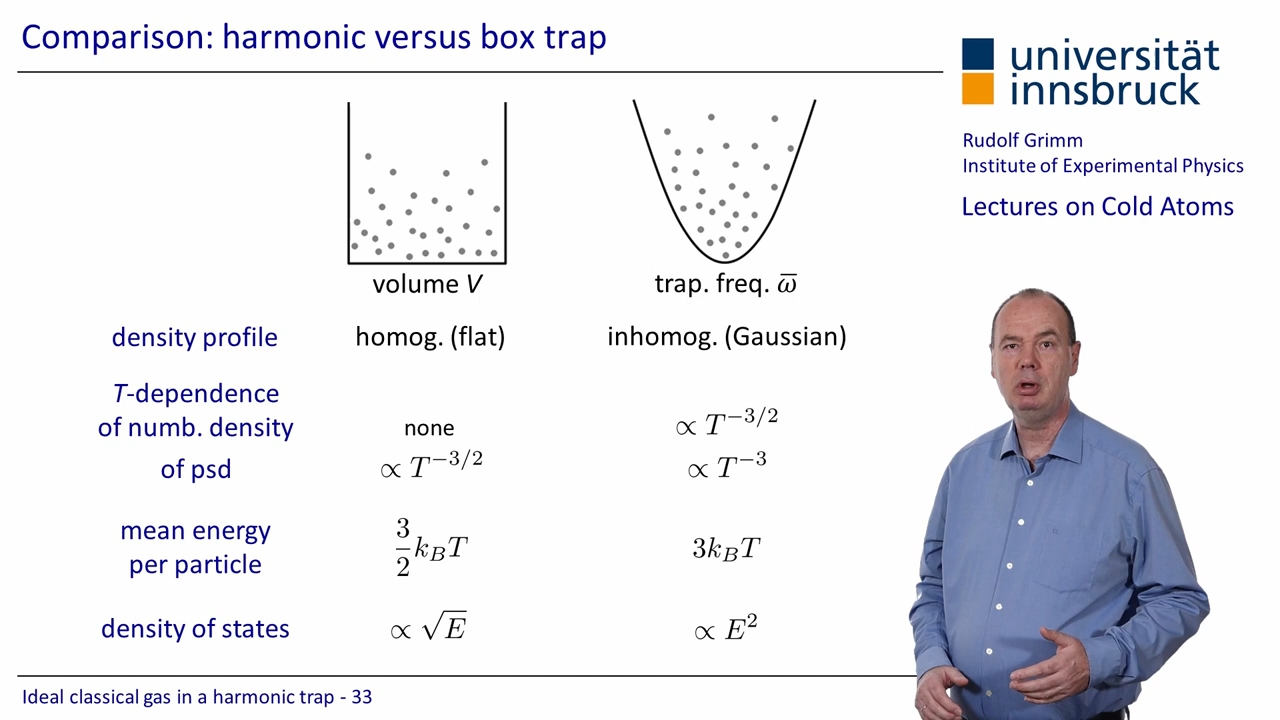 Comparison: harmonic versus box trap
universität
innsbruck
Rudolf Grimm
Institute of Experimental Physics
Lectures on Cold Atoms
volume V
trap. freq. ω̅
density profile
homog. (flat)
inhomog. (Gaussian)
T-dependence
of numb. density
none
∝ T^{−3/2}
of psd
∝ T^{−3/2}
∝ T^{−3}
mean energy
per particle
3/2 k_B T
3k_B T
density of states
∝ √E
∝ E²
Ideal classical gas in a harmonic trap - 33